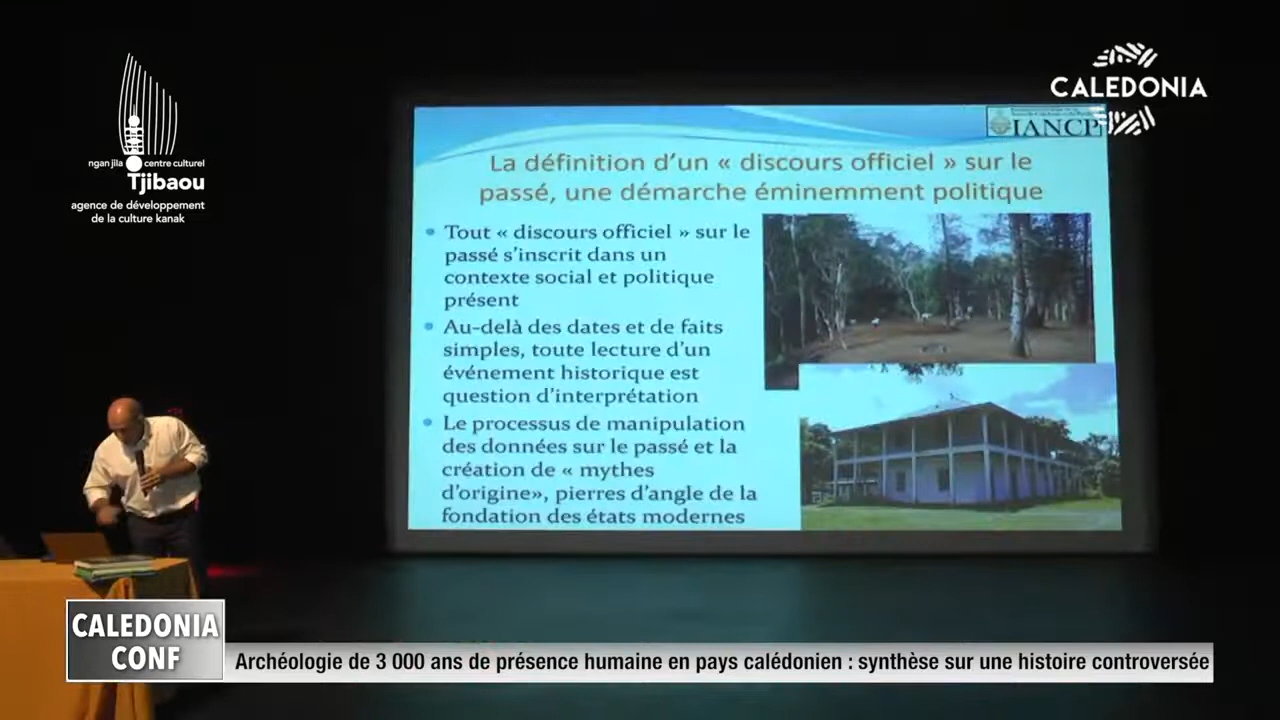 ngan jila centre culturel
Tjibaou
agence de développement
de la culture kanak
CALEDONIA
IANCP
La définition d'un « discours officiel » sur le
passé, une démarche éminemment politique
Tout « discours officiel » sur le
passé s'inscrit dans un
contexte social et politique
présent
Au-delà des dates et de faits
simples, toute lecture d'un
événement historique est
question d'interprétation
Le processus de manipulation
des données sur le passé et la
création de « mythes
d'origine», pierres d'angle de la
fondation des états modernes
CALEDONIA
CONF
Archéologie de 3 000 ans de présence humaine en pays calédonien : synthèse sur une histoire controversée